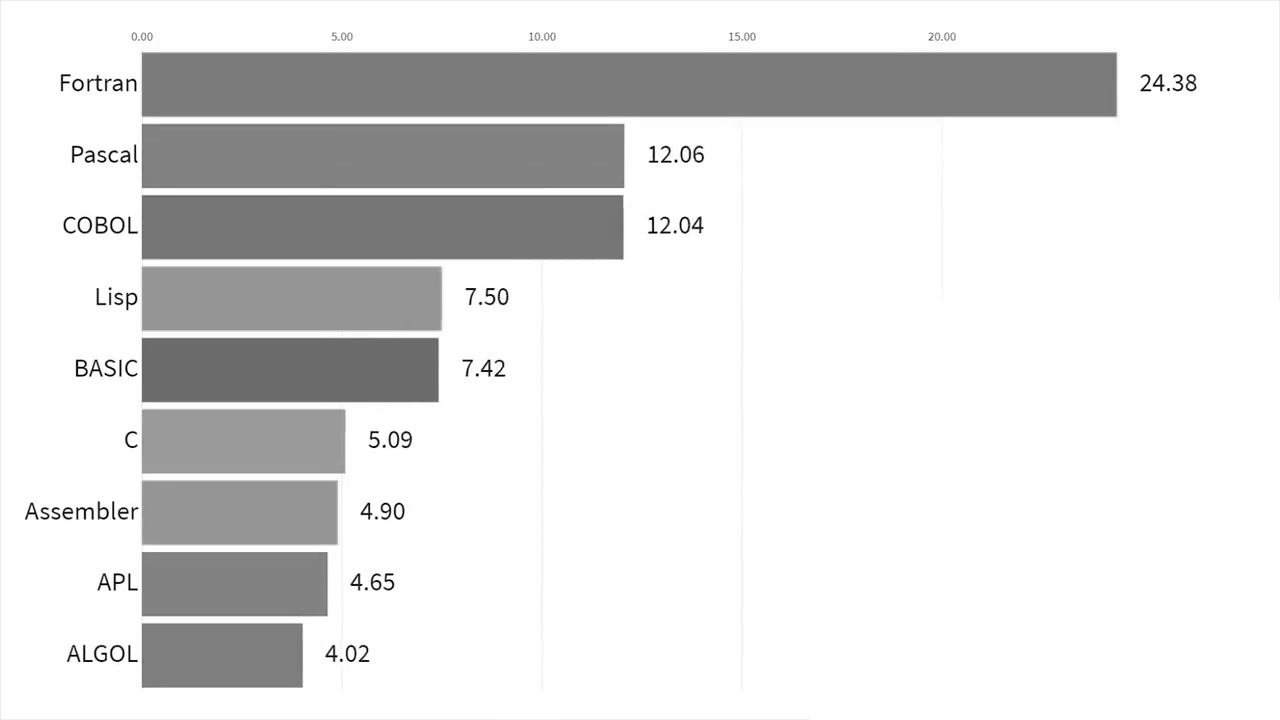 0.00 5.00 10.00 15.00 20.00
Fortran 24.38
Pascal 12.06
COBOL 12.04
Lisp 7.50
BASIC 7.42
C 5.09
Assembler 4.90
APL 4.65
ALGOL 4.02